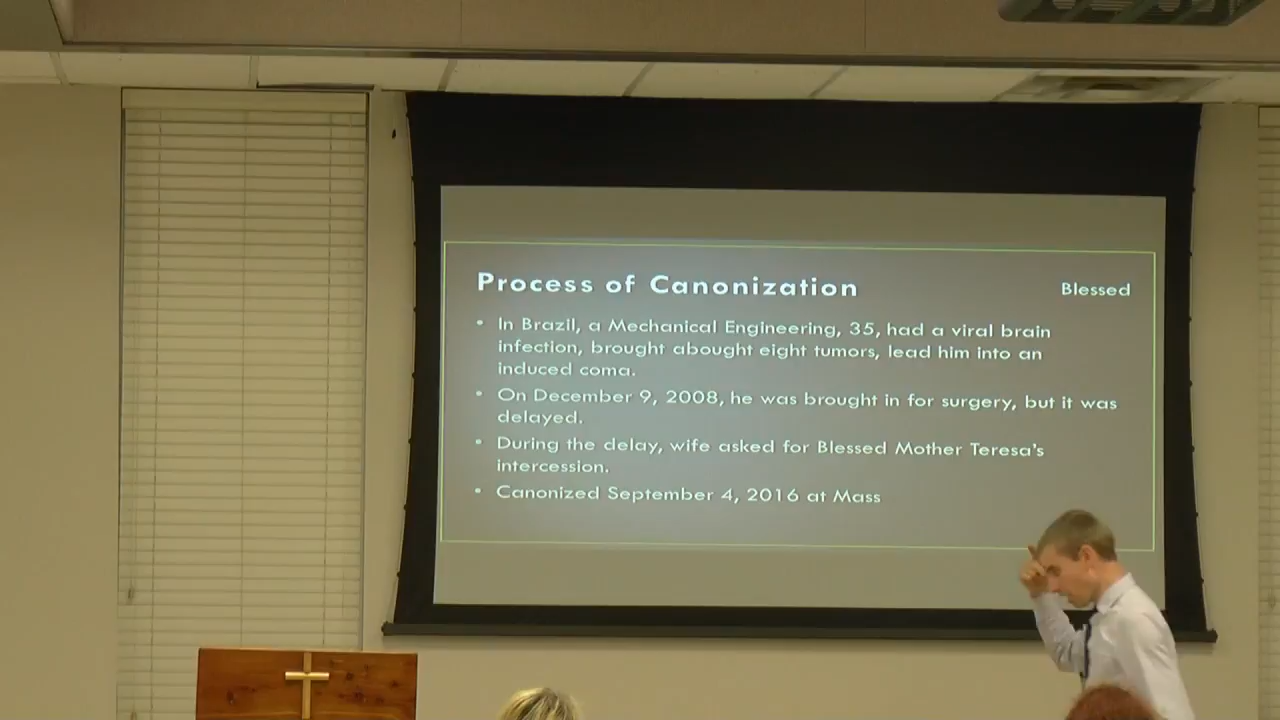 Process of Canonization
Blessed
• In Brazil, a Mechanical Engineering, 35, had a viral brain
infection, brought abought eight tumors, lead him into an
induced coma.
• On December 9, 2008, he was brought in for surgery, but it was
delayed.
• During the delay, wife asked for Blessed Mother Teresa's
intercession.
• Canonized September 4, 2016 at Mass